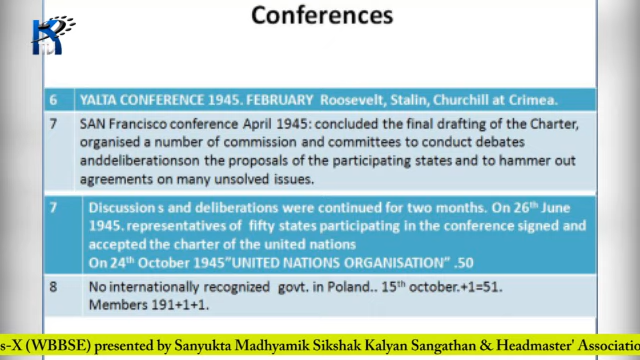 Conferences
6 YALTA CONFERENCE 1945. FEBRUARY Roosevelt, Stalin, Churchill at Crimea.
7 SAN Francisco conference April 1945: concluded the final drafting of the Charter,
organised a number of commission and committees to conduct debates
anddeliberationson the proposals of the participating states and to hammer out
agreements on many unsolved issues.
7 Discussion s and deliberations were continued for two months. On 26th June
1945. representatives of fifty states participating in the conference signed and
accepted the charter of the united nations
On 24th October 1945”UNITED NATIONS ORGANISATION” .50
8 No internationally recognized govt. in Poland.. 15th october.+1=51.
Members 191+1+1.
s-X (WBBSE) presented by Sanyukta Madhyamik Sikshak Kalyan Sangathan & Headmaster' Associatio